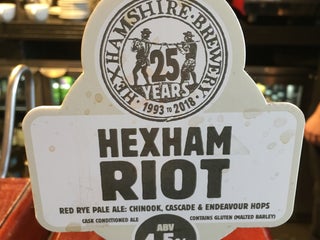 HEXHAMSHIRE · BREWERY
25
YEARS
· 1993 TO 2018 ·
HEXHAM
RIOT
RED RYE PALE ALE: CHINOOK, CASCADE & ENDEAVOUR HOPS
CASK CONDITIONED ALE CONTAINS GLUTEN (MALTED BARLEY)
ABV